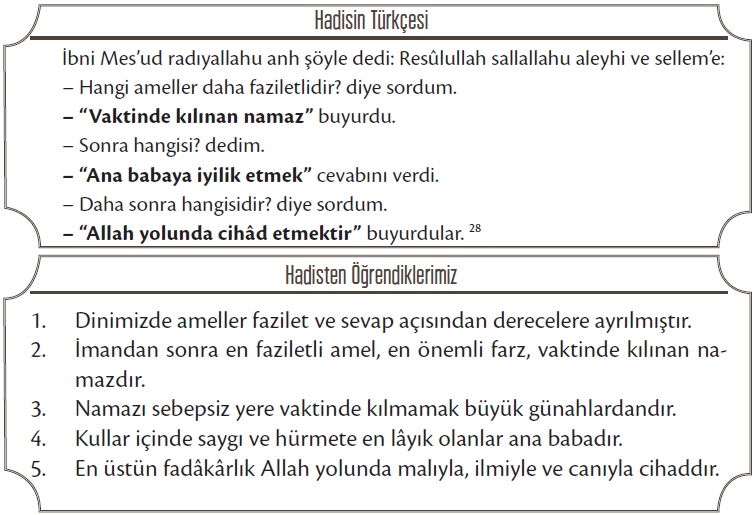 Hadisin Türkçesi
İbni Mes’ud radıyallahu anh şöyle dedi: Resûlullah sallallahu aleyhi ve sellem’e:
– Hangi ameller daha faziletlidir? diye sordum.
– “Vaktinde kılınan namaz” buyurdu.
– Sonra hangisi? dedim.
– “Ana babaya iyilik etmek” cevabını verdi.
– Daha sonra hangisidir? diye sordum.
– “Allah yolunda cihâd etmektir” buyurdular. 28
Hadisten Öğrendiklerimiz
1. Dinimizde ameller fazilet ve sevap açısından derecelere ayrılmıştır.
2. İmandan sonra en faziletli amel, en önemli farz, vaktinde kılınan na-
mazdır.
3. Namazı sebepsiz yere vaktinde kılmamak büyük günahlardandır.
4. Kullar içinde saygı ve hürmete en lâyık olanlar ana babadır.
5. En üstün fadâkârlık Allah yolunda malıyla, ilmiyle ve canıyla cihaddır.